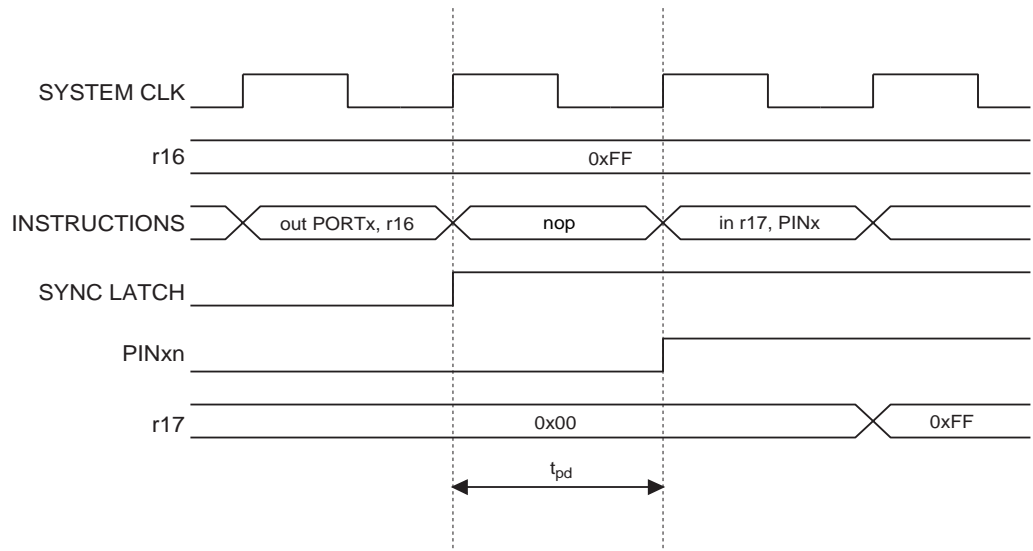 SYSTEM CLK
r16
0xFF
INSTRUCTIONS
out PORTx, r16
nop
in r17, PINx
SYNC LATCH
PINxn
r17
0x00
0xFF
tpd